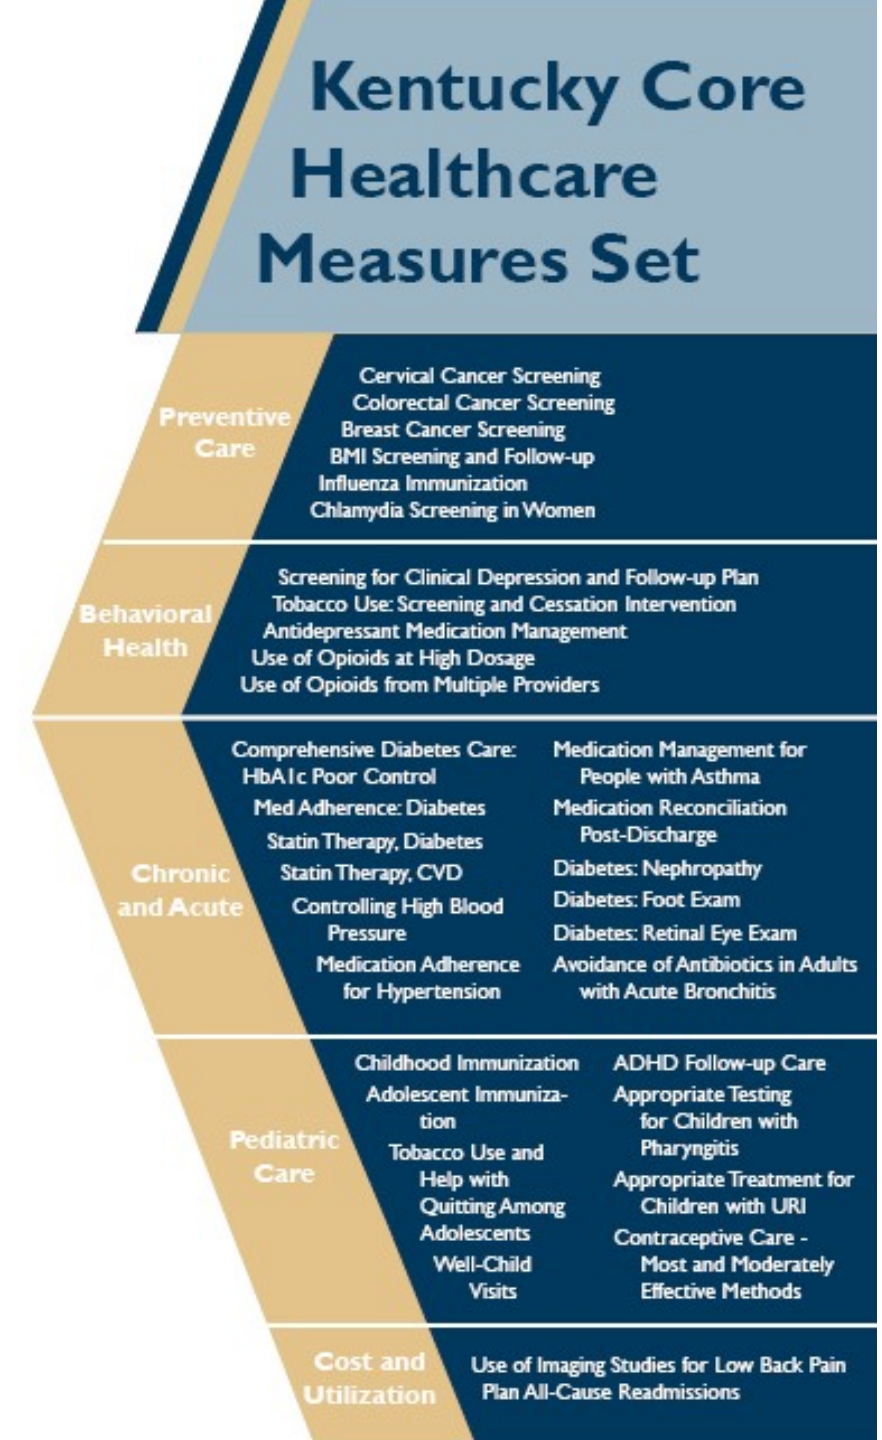 Kentucky Core
Healthcare
Measures Set
Preventive
Care
Cervical Cancer Screening
Colorectal Cancer Screening
Breast Cancer Screening
BMI Screening and Follow-up
Influenza Immunization
Chlamydia Screening in Women
Behavioral
Health
Screening for Clinical Depression and Follow-up Plan
Tobacco Use: Screening and Cessation Intervention
Antidepressant Medication Management
Use of Opioids at High Dosage
Use of Opioids from Multiple Providers
Chronic
and Acute
Comprehensive Diabetes Care:
HbA1c Poor Control
Med Adherence: Diabetes
Statin Therapy, Diabetes
Statin Therapy, CVD
Controlling High Blood
Pressure
Medication Adherence
for Hypertension
Medication Management for
People with Asthma
Medication Reconciliation
Post-Discharge
Diabetes: Nephropathy
Diabetes: Foot Exam
Diabetes: Retinal Eye Exam
Avoidance of Antibiotics in Adults
with Acute Bronchitis
Pediatric
Care
Childhood Immunization
Adolescent Immuniza-
tion
Tobacco Use and
Help with
Quitting Among
Adolescents
Well-Child
Visits
ADHD Follow-up Care
Appropriate Testing
for Children with
Pharyngitis
Appropriate Treatment for
Children with URI
Contraceptive Care -
Most and Moderately
Effective Methods
Cost and
Utilization
Use of Imaging Studies for Low Back Pain
Plan All-Cause Readmissions